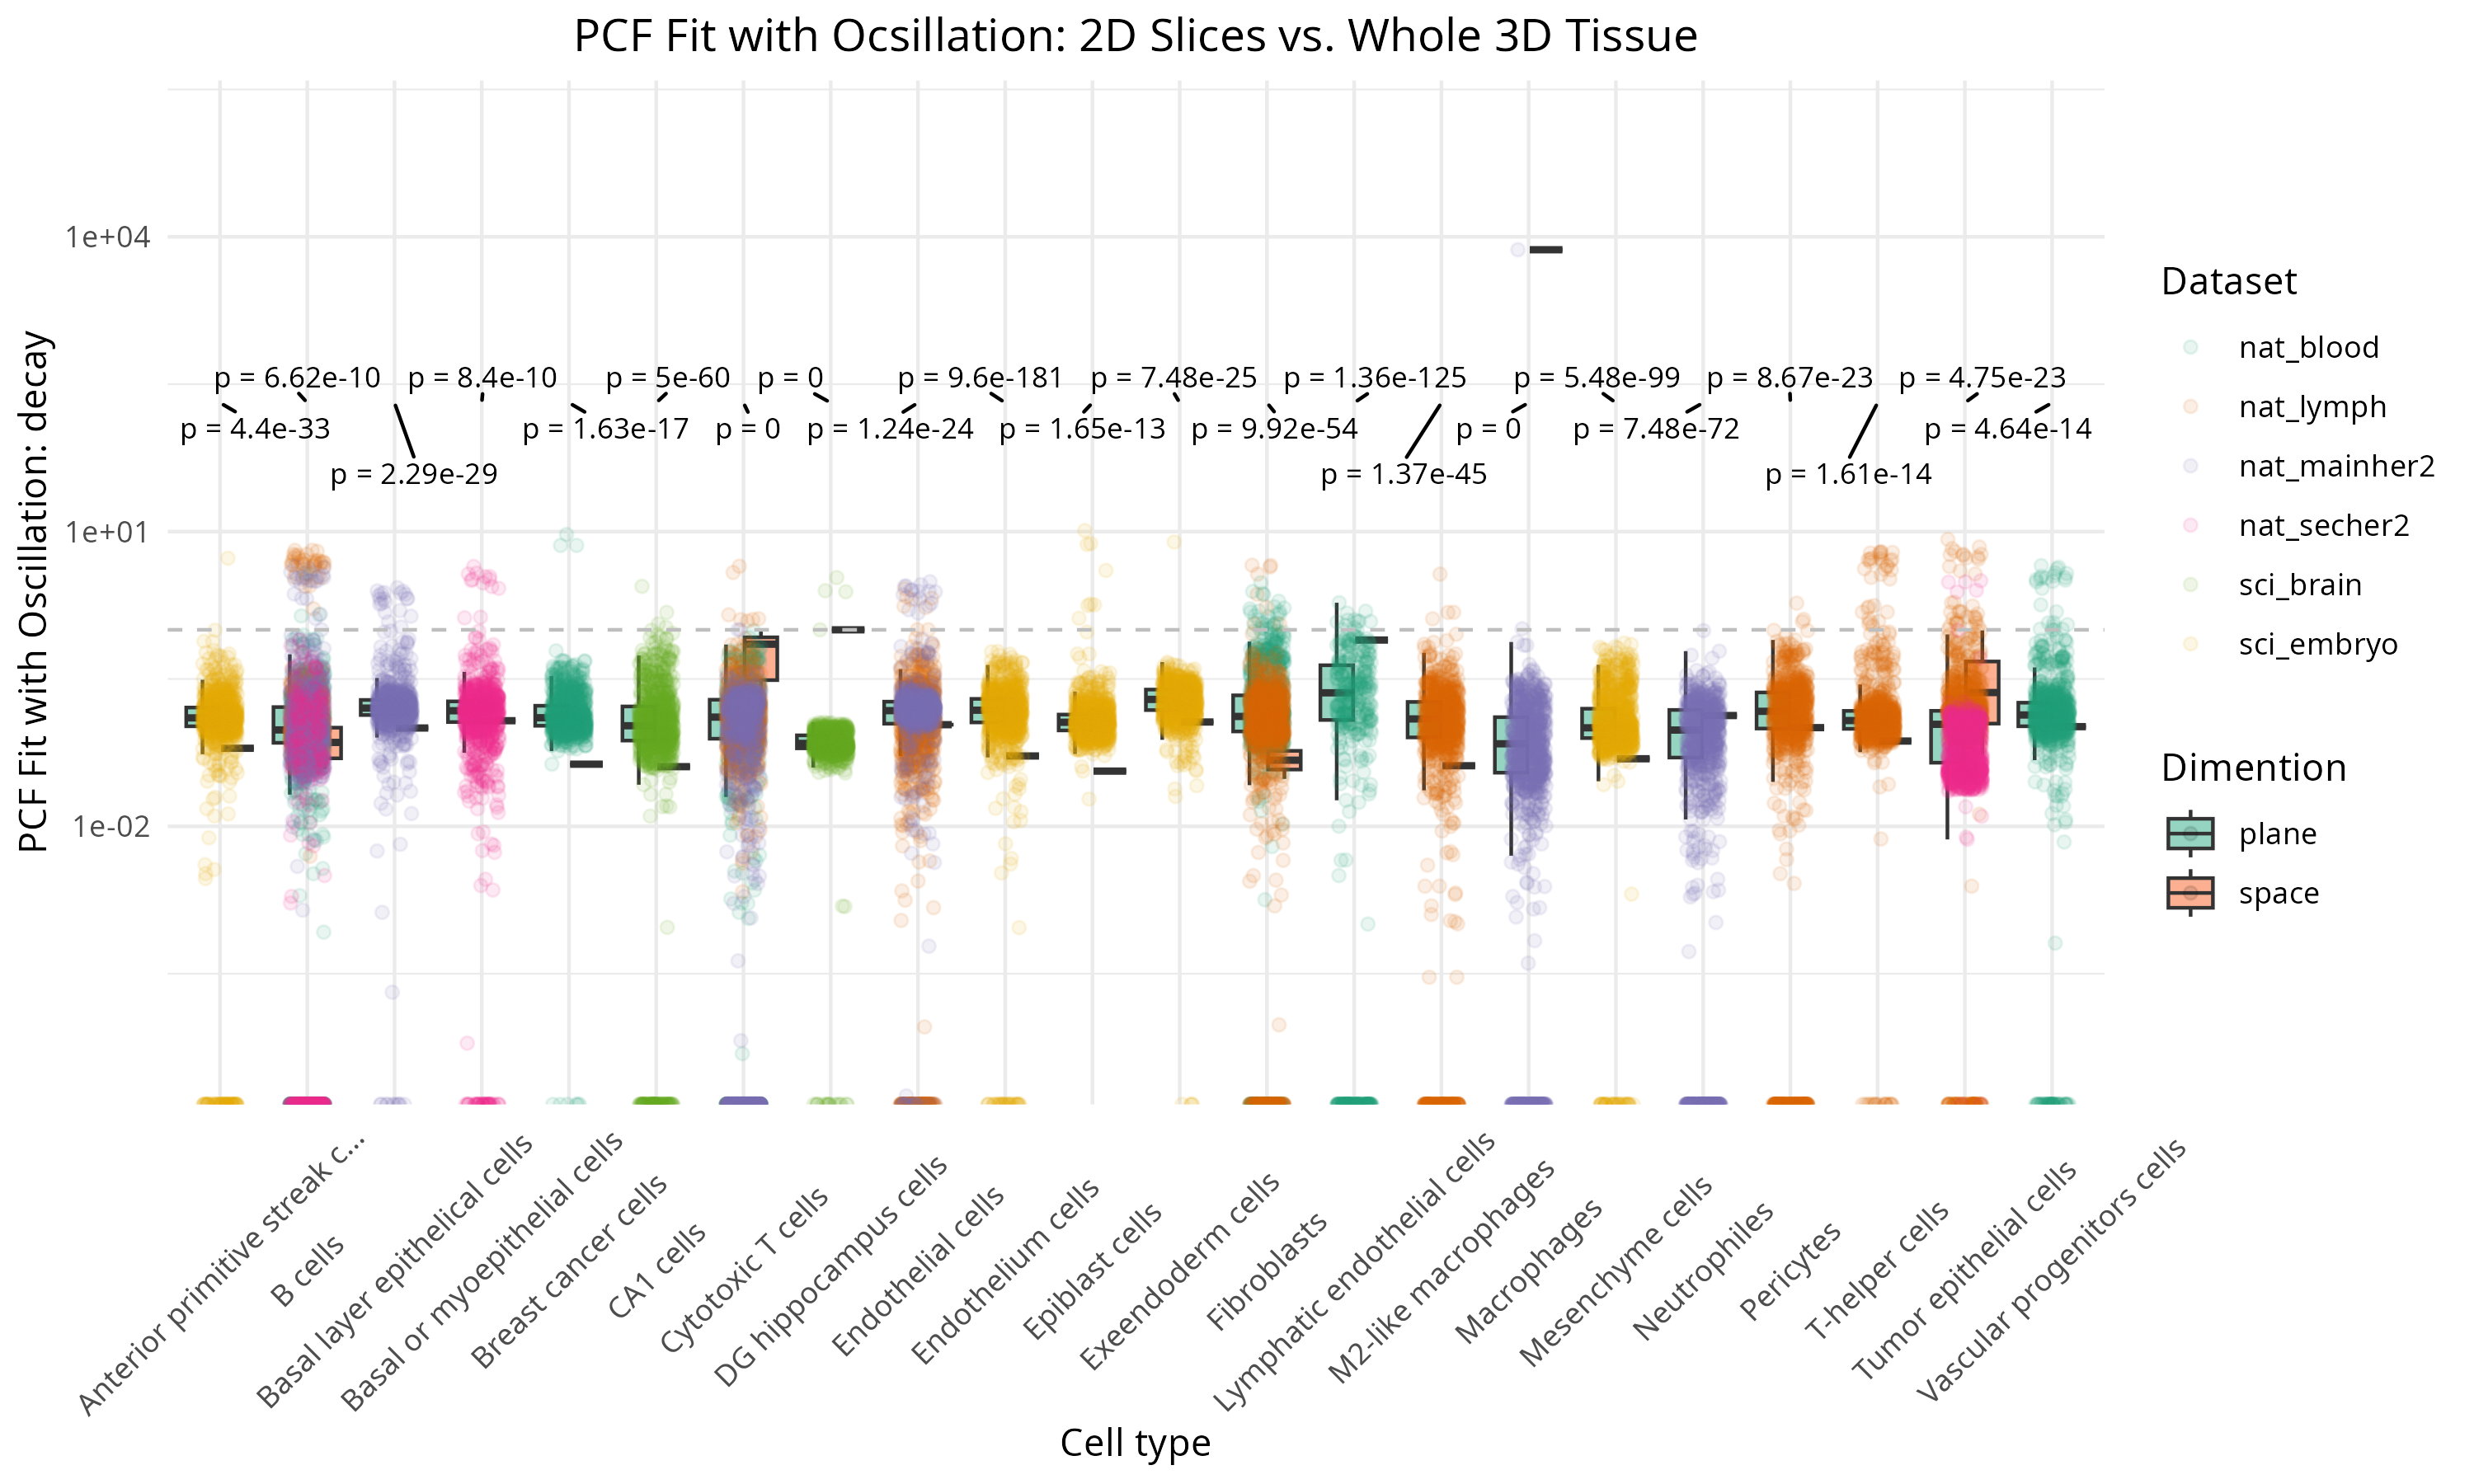 PCF Fit with Ocsillation: 2D Slices vs. Whole 3D Tissue
PCF Fit with Oscillation: decay
1e+04
1e+01
1e-02
p = 6.62e-10
p = 8.4e-10
p = 5e-60
p = 0
p = 9.6e-181
p = 7.48e-25
p = 1.36e-125
p = 5.48e-99
p = 8.67e-23
p = 4.75e-23
p = 4.4e-33
p = 1.63e-17
p = 0
p = 1.24e-24
p = 1.65e-13
p = 9.92e-54
p = 0
p = 7.48e-72
p = 4.64e-14
p = 2.29e-29
p = 1.37e-45
p = 1.61e-14
Anterior primitive streak c...
B cells
Basal layer epithelical cells
Basal or myoepithelial cells
Breast cancer cells
CA1 cells
Cytotoxic T cells
DG hippocampus cells
Endothelial cells
Endothelium cells
Epiblast cells
Exeendoderm cells
Fibroblasts
Lymphatic endothelial cells
M2-like macrophages
Macrophages
Mesenchyme cells
Neutrophiles
Pericytes
T-helper cells
Tumor epithelial cells
Vascular progenitors cells
Cell type
Dataset
nat_blood
nat_lymph
nat_mainher2
nat_secher2
sci_brain
sci_embryo
Dimention
plane
space